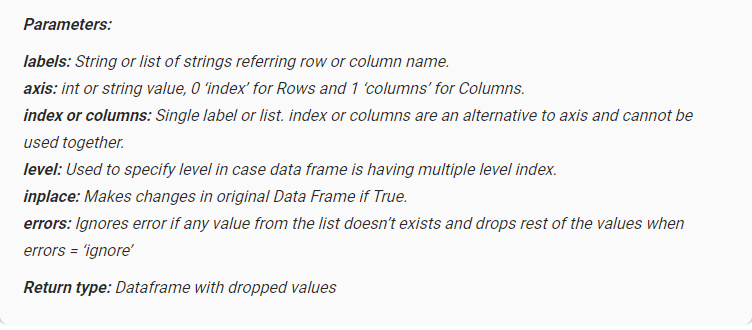 Parameters:
labels: String or list of strings referring row or column name.
axis: int or string value, 0 ‘index’ for Rows and 1 ‘columns’ for Columns.
index or columns: Single label or list. index or columns are an alternative to axis and cannot be
used together.
level: Used to specify level in case data frame is having multiple level index.
inplace: Makes changes in original Data Frame if True.
errors: Ignores error if any value from the list doesn’t exists and drops rest of the values when
errors = ‘ignore’
Return type: Dataframe with dropped values